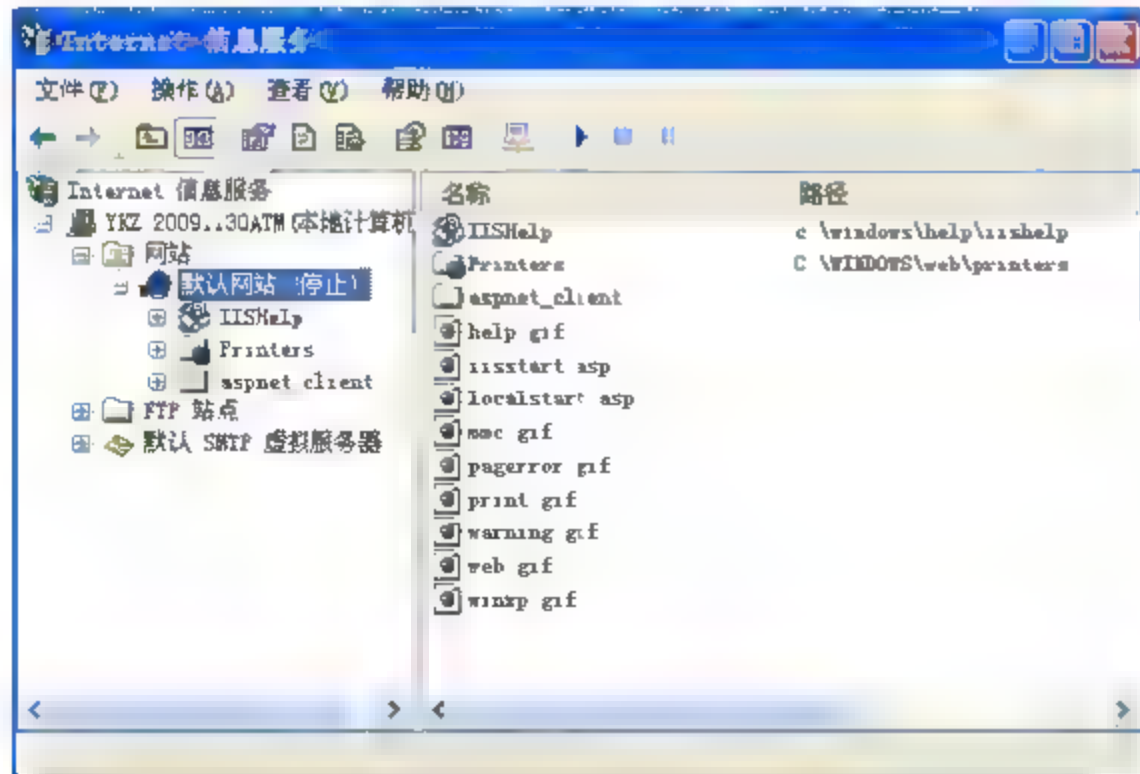 Internet 信息服务
文件(F) 操作(A) 查看(V) 帮助(H)
Internet 信息服务
YKZ 2009..30ATM(本地计算机
网站
默认网站 (停止)
IISHelp
Printers
aspnet_client
FTP 站点
默认 SMTP 虚拟服务器
名称 路径
IISHelp c \windows\help\iishelp
Printers C \WINDOWS\web\printers
aspnet_client
help gif
iisstart asp
localstart asp
mmc gif
pagerror gif
print gif
warning gif
web gif
winxp gif